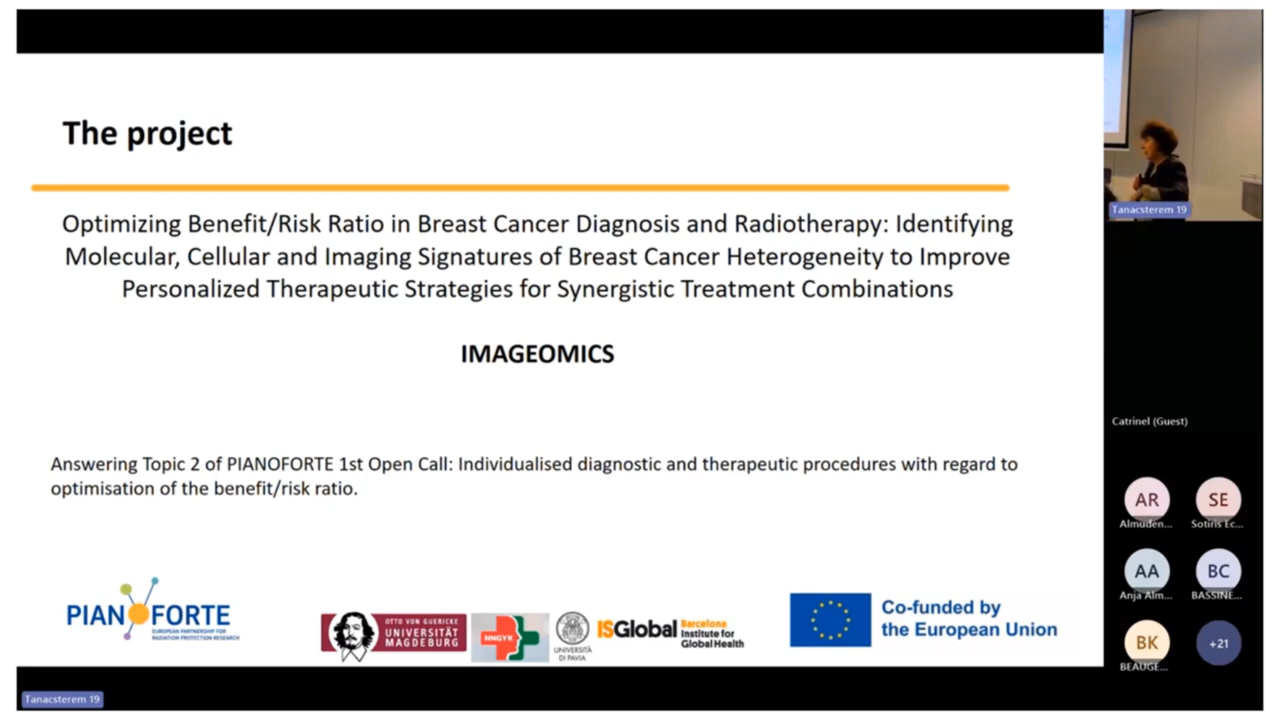 The project
Optimizing Benefit/Risk Ratio in Breast Cancer Diagnosis and Radiotherapy: Identifying
Molecular, Cellular and Imaging Signatures of Breast Cancer Heterogeneity to Improve
Personalized Therapeutic Strategies for Synergistic Treatment Combinations
IMAGEOMICS
Answering Topic 2 of PIANOFORTE 1st Open Call: Individualised diagnostic and therapeutic procedures with regard to
optimisation of the benefit/risk ratio.
PIANOFORTE
EUROPEAN PARTNERSHIP FOR
RADIATION PROTECTION RESEARCH
OTTO VON GUERICKE
UNIVERSITÄT
MAGDEBURG
NNGYK
UNIVERSITÀ
DI PAVIA
ISGlobal Barcelona
Institute for
Global Health
Co-funded by
the European Union
Tanacsterem 19
Catrinel (Guest)
AR
Almuden...
SE
Sotiris Ec...
AA
Anja Alm...
BC
BASSINE...
BK
BEAUGE...
+21
Tanacsterem 19